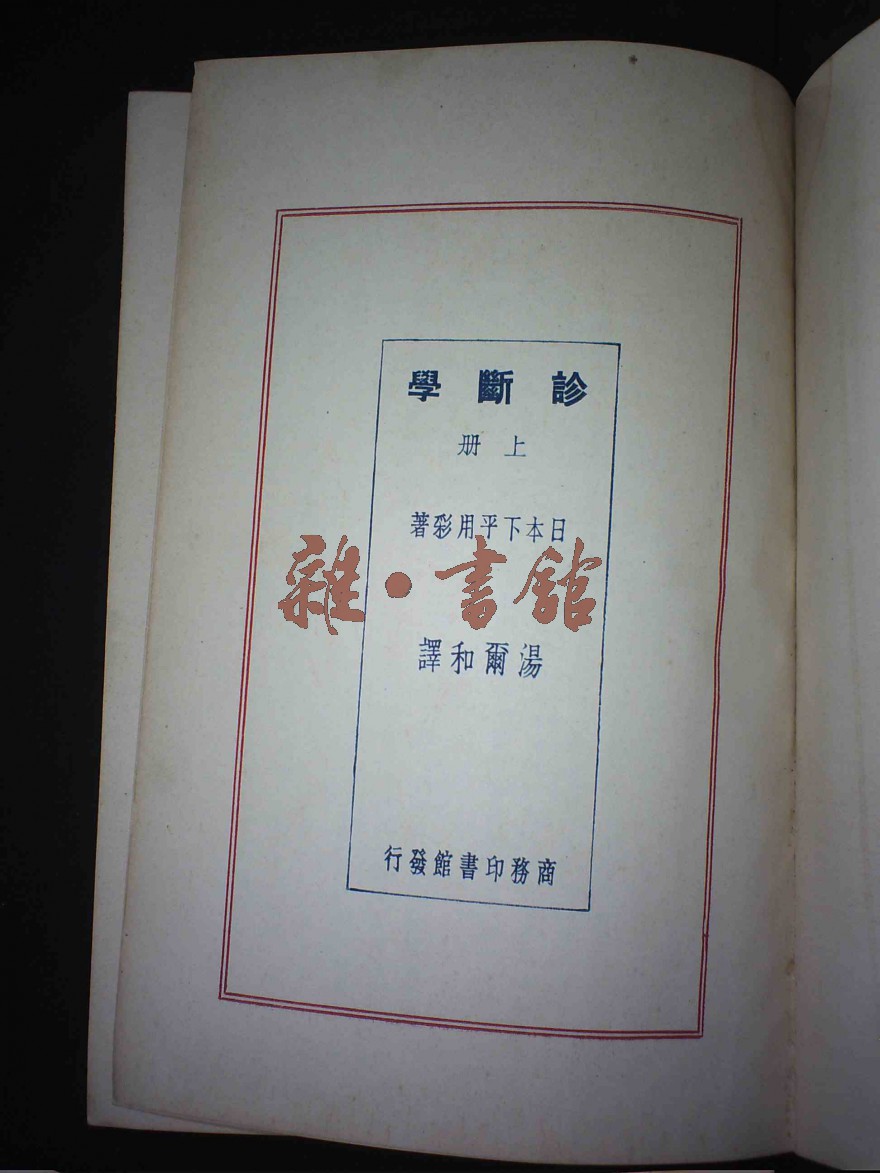 診斷學
上册
日本下平用彩著
雜·書館
湯爾和譯
商務印書館發行